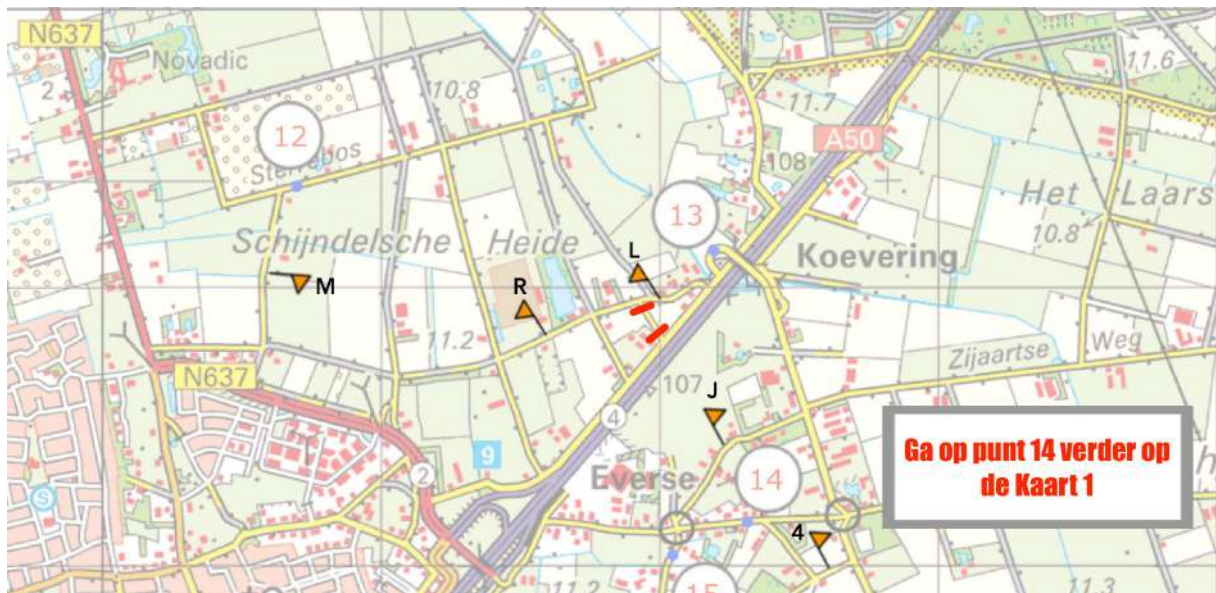 N637
Novadic
2
12
10.8
Sterrebos
11.7
108
A50
11.6
13
Het Laars
10.8
Schijndelsche Heide
L
Koevering
M
R
11.2
Zijaartse Weg
N637
107
J
4
9
2
Everse
14
Ga op punt 14 verder op
de Kaart 1
h
S
4
11.2
15
11.3